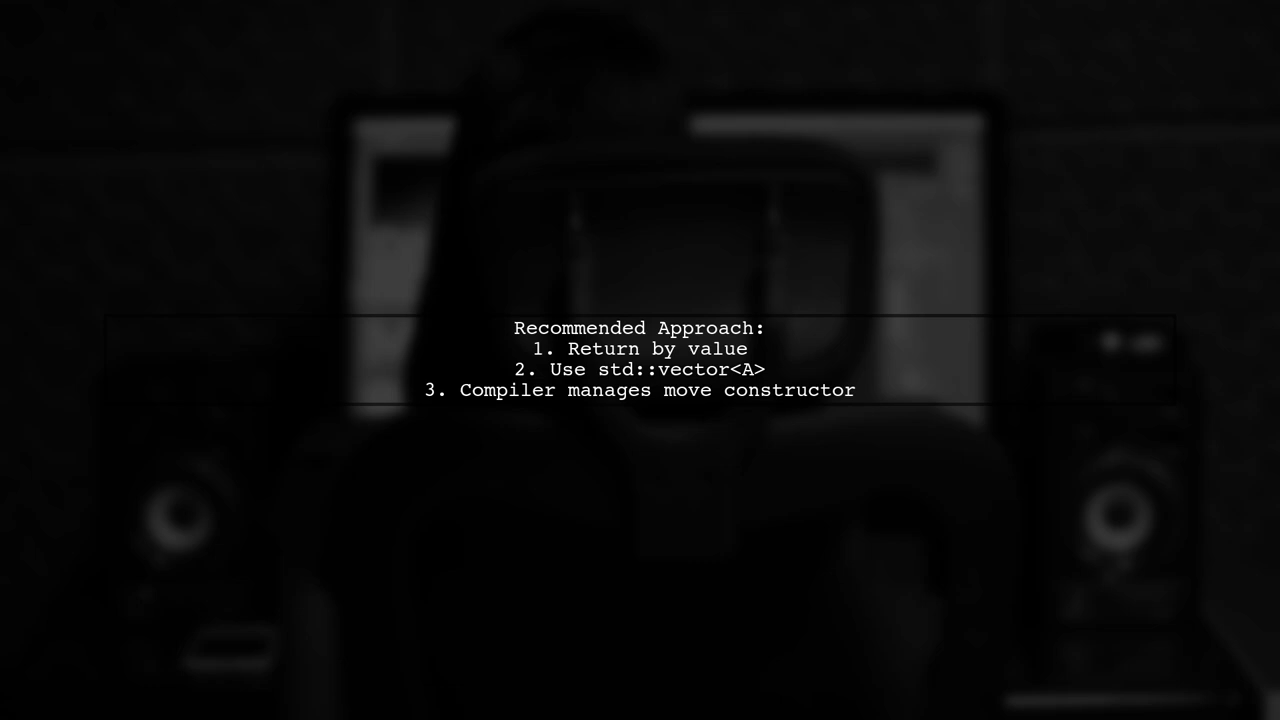 Recommended Approach:
1. Return by value
2. Use std::vector<A>
3. Compiler manages move constructor